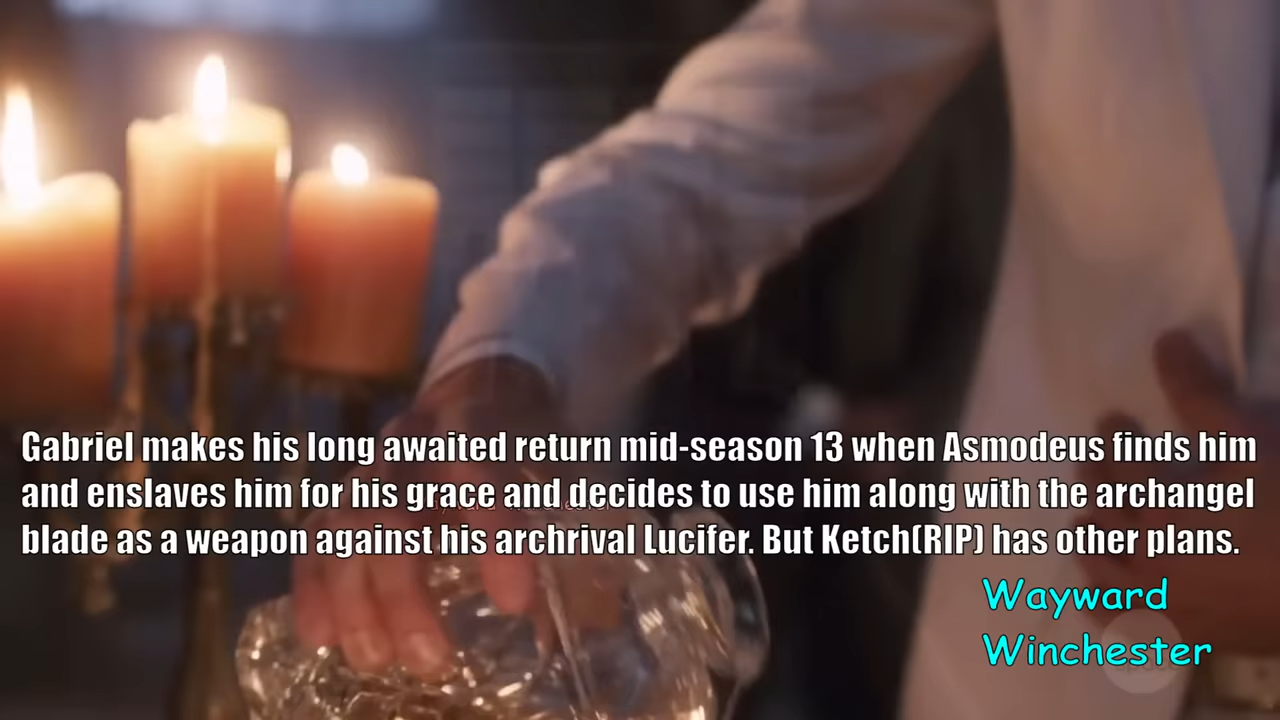 Gabriel makes his long awaited return mid-season 13 when Asmodeus finds him
and enslaves him for his grace and decides to use him along with the archangel
blade as a weapon against his archrival Lucifer. But Ketch(RIP) has other plans.
Wayward
Winchester